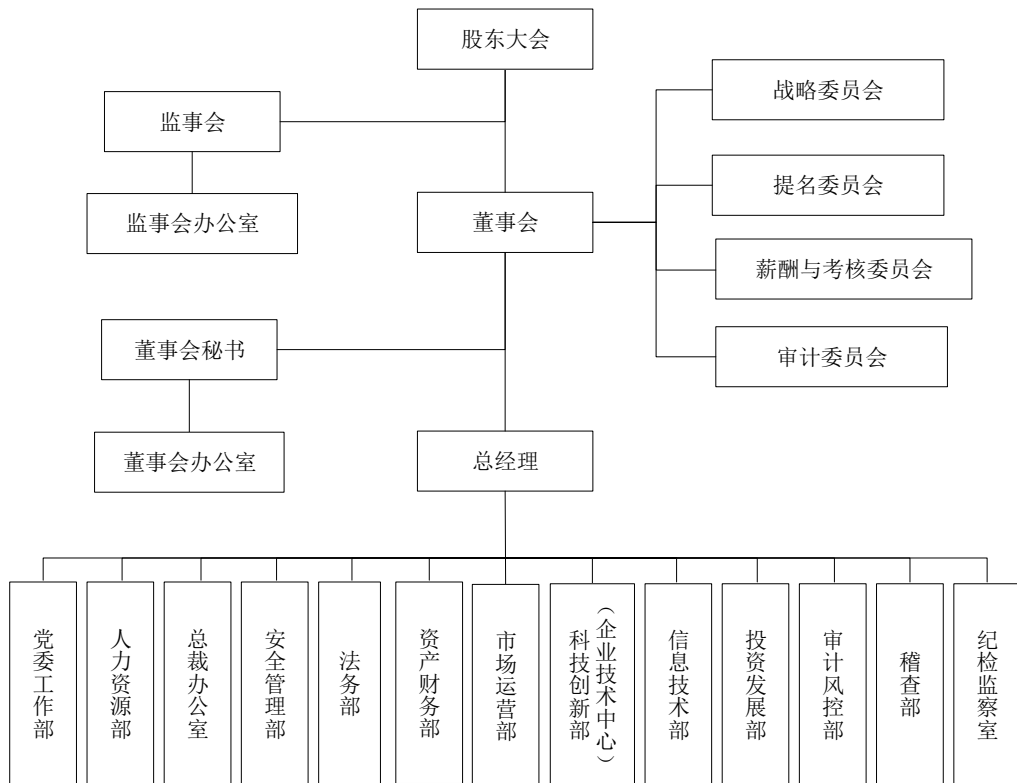 股东大会
战略委员会
监事会
提名委员会
监事会办公室
董事会
薪酬与考核委员会
董事会秘书
审计委员会
董事会办公室
总经理
党委工作部
人力资源部
总裁办公室
安全管理部
法务部
资产财务部
市场运营部
科技创新部
（企业技术中心）
信息技术部
投资发展部
审计风控部
稽查部
纪检监察室